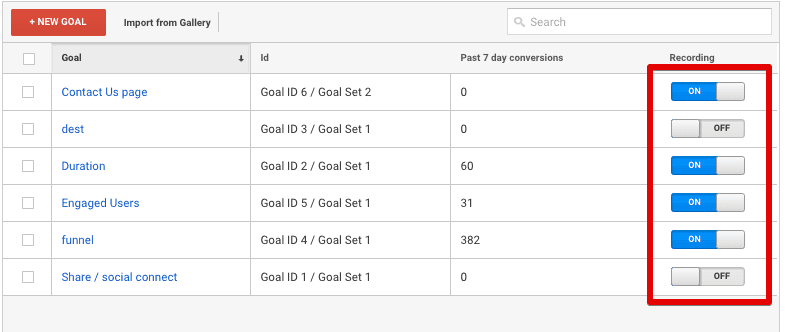 + NEW GOAL Import from Gallery Search
Goal Id Past 7 day conversions Recording
Contact Us page Goal ID 6 / Goal Set 2 0 ON
dest Goal ID 3 / Goal Set 1 0 OFF
Duration Goal ID 2 / Goal Set 1 60 ON
Engaged Users Goal ID 5 / Goal Set 1 31 ON
funnel Goal ID 4 / Goal Set 1 382 ON
Share / social connect Goal ID 1 / Goal Set 1 0 OFF